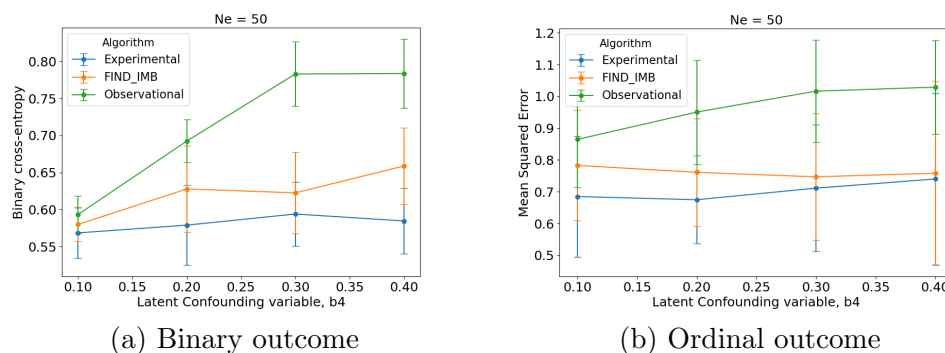 Ne = 50
Algorithm
Experimental
FIND_IMB
Observational
Binary cross-entropy
0.80
0.75
0.70
0.65
0.60
0.55
0.10 0.15 0.20 0.25 0.30 0.35 0.40
Latent Confounding variable, b4
(a) Binary outcome
Ne = 50
Algorithm
Experimental
FIND_IMB
Observational
Mean Squared Error
1.2
1.1
1.0
0.9
0.8
0.7
0.6
0.5
0.10 0.15 0.20 0.25 0.30 0.35 0.40
Latent Confounding variable, b4
(b) Ordinal outcome